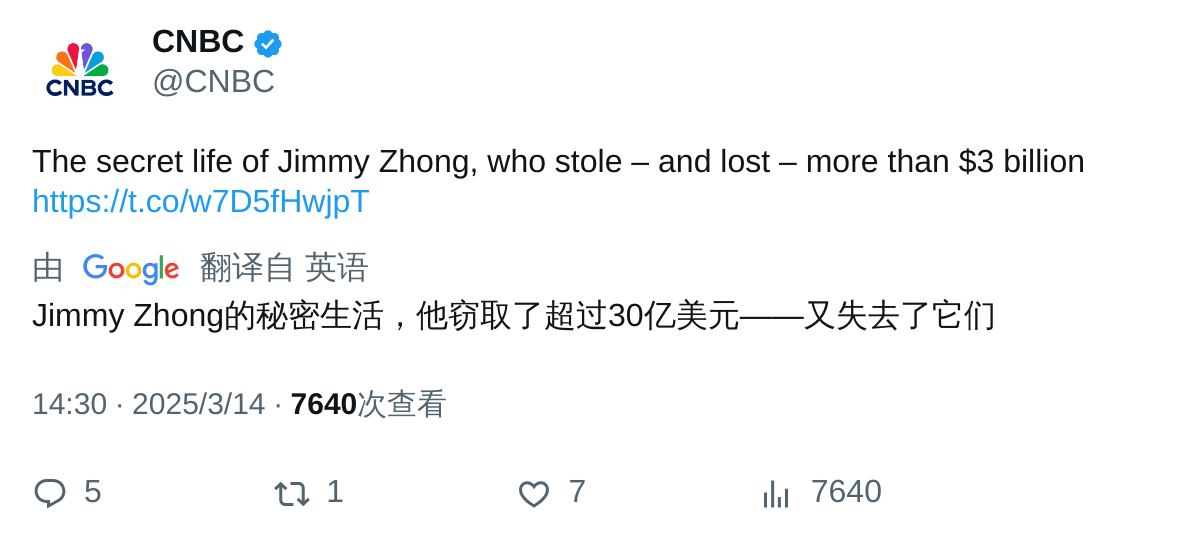 CNBC
CNBC
@CNBC
The secret life of Jimmy Zhong, who stole – and lost – more than $3 billion
https://t.co/w7D5fHwjpT
由 Google 翻译自 英语
Jimmy Zhong的秘密生活，他窃取了超过30亿美元——又失去了它们
14:30 · 2025/3/14 · 7640次查看
5 1 7 7640